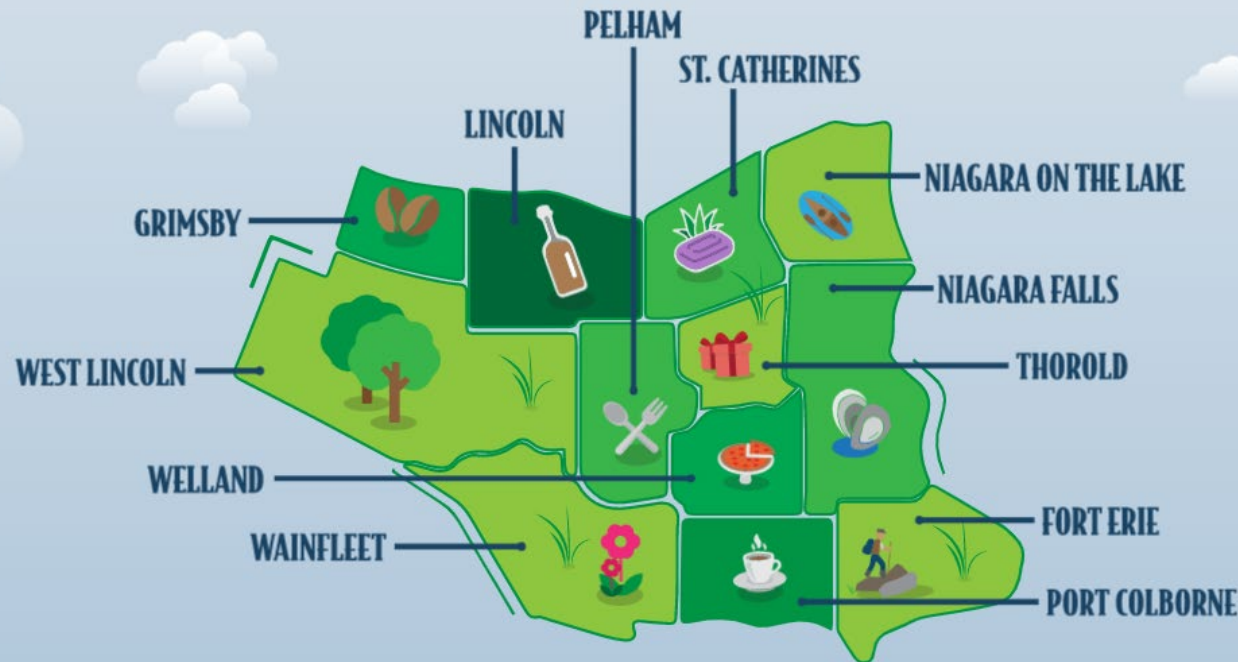 PELHAM
ST. CATHERINES
LINCOLN
NIAGARA ON THE LAKE
GRIMSBY
NIAGARA FALLS
WEST LINCOLN
THOROLD
WELLAND
FORT ERIE
WAINFLEET
PORT COLBORNE